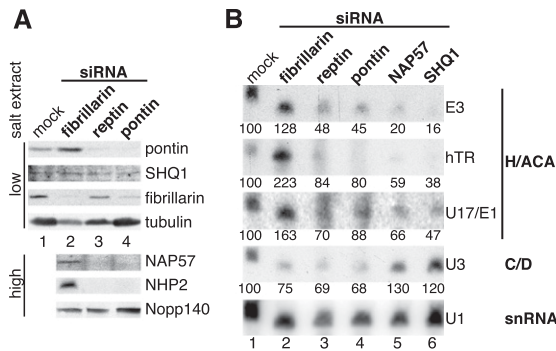 A
siRNA
salt extract
mock
fibrillarin
reptin
pontin
low
pontin
SHQ1
fibrillarin
tubulin
1 2 3 4
high
NAP57
NHP2
Nopp140
B
siRNA
mock
fibrillarin
reptin
pontin
NAP57
SHQ1
E3
100 128 48 45 20 16
hTR
H/ACA
100 223 84 80 59 38
U17/E1
100 163 70 88 66 47
U3 C/D
100 75 69 68 130 120
U1 snRNA
1 2 3 4 5 6